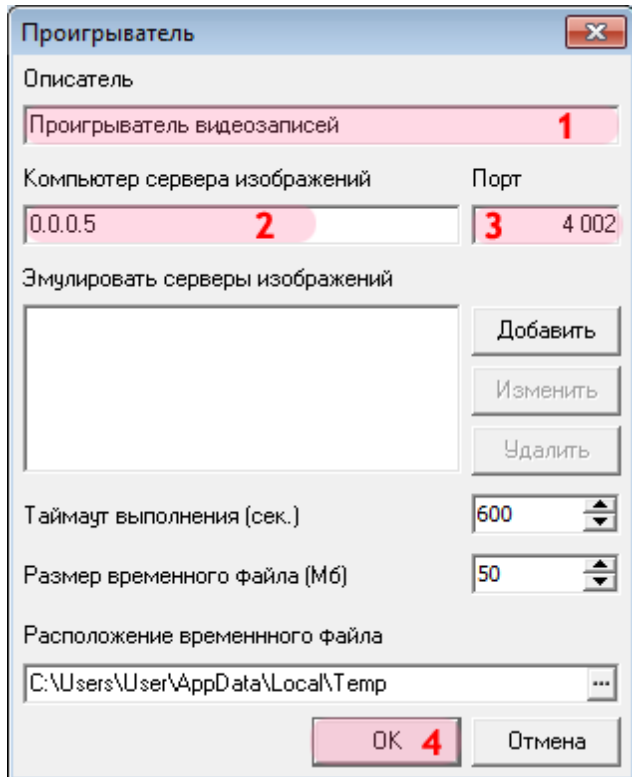 Проигрыватель
Описатель
Проигрыватель видеозаписей 1
Компьютер сервера изображений Порт
0.0.0.5 2 3 4 002
Эмулировать серверы изображений
Добавить
Изменить
Удалить
Таймаут выполнения (сек.) 600
Размер временного файла (Мб) 50
Расположение временнного файла
C:\Users\User\AppData\Local\Temp ...
OK 4 Отмена